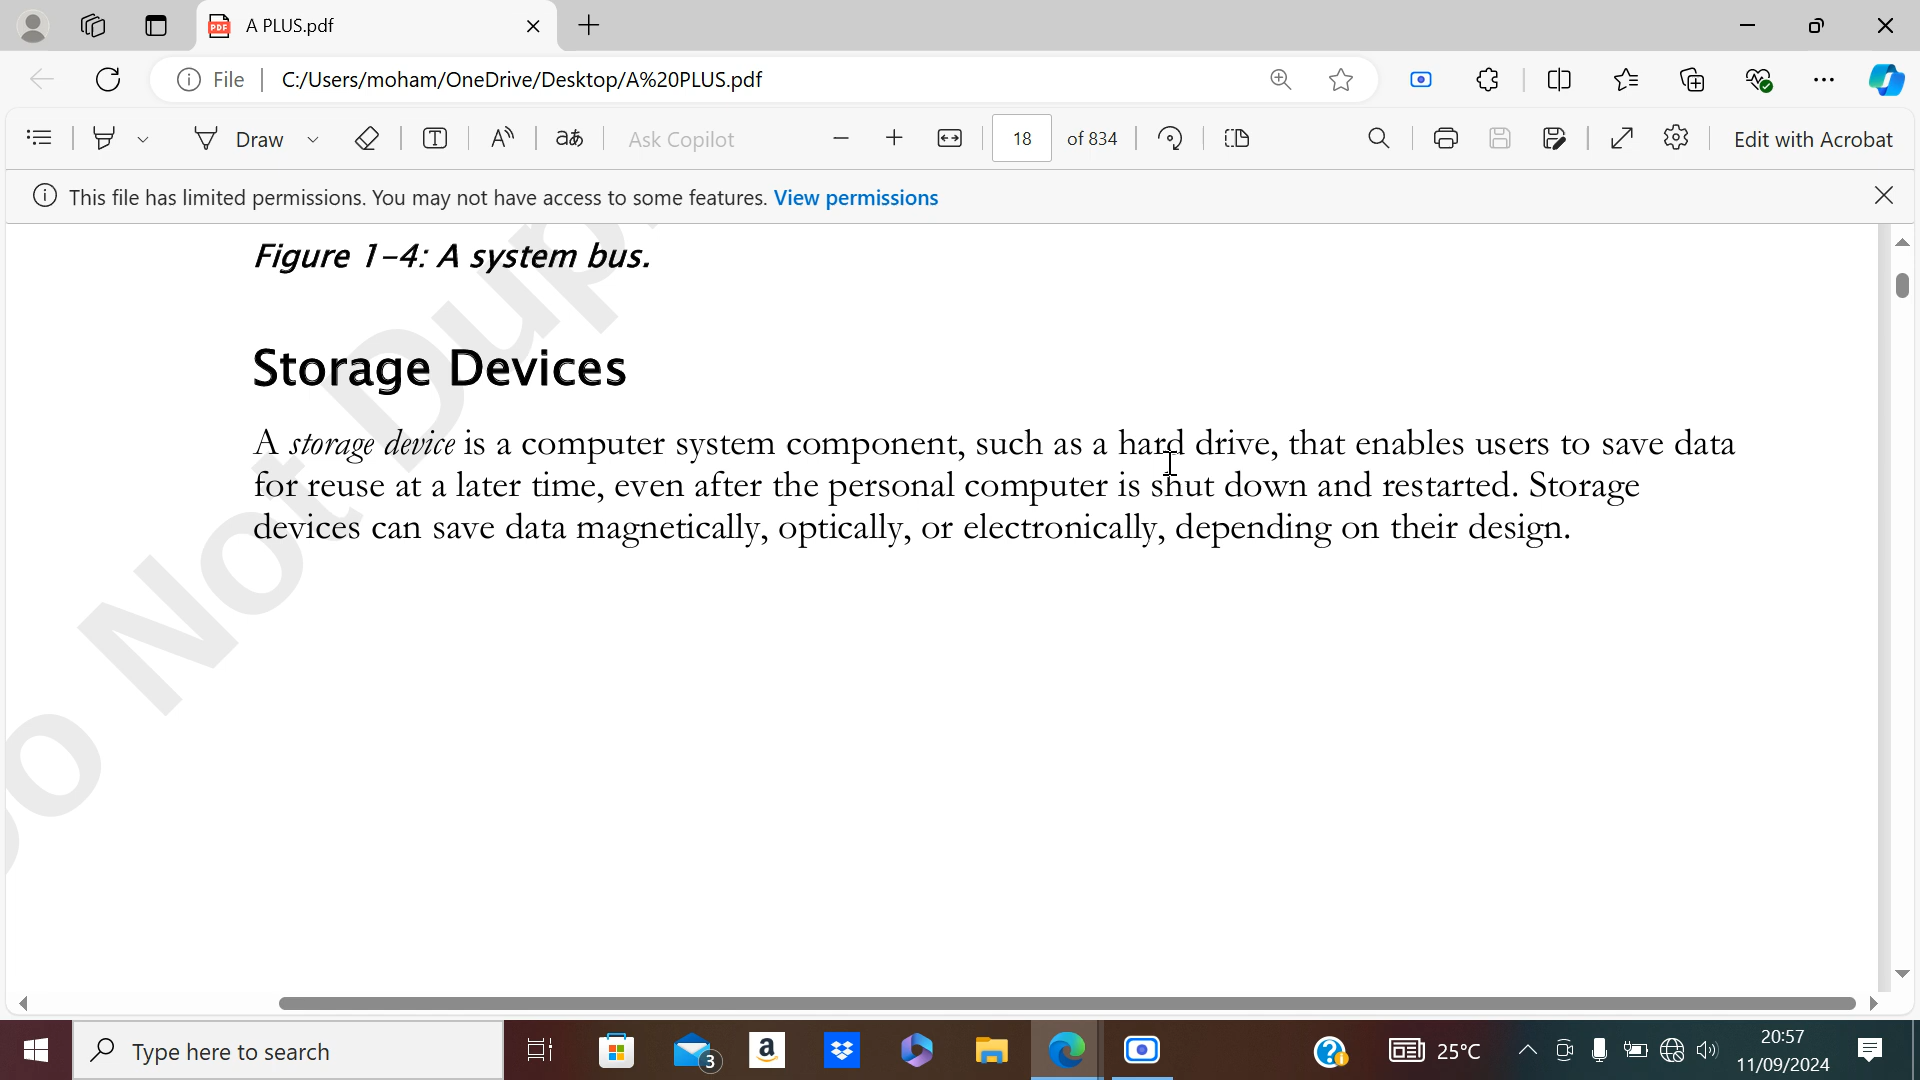 A PLUS.pdf
File
C:/Users/moham/OneDrive/Desktop/A%20PLUS.pdf
Draw
aあ
Ask Copilot
18
of 834
Edit with Acrobat
This file has limited permissions. You may not have access to some features. View permissions
Figure 1-4: A system bus.
Storage Devices
A storage device is a computer system component, such as a hard drive, that enables users to save data
for reuse at a later time, even after the personal computer is shut down and restarted. Storage
devices can save data magnetically, optically, or electronically, depending on their design.
Do Not Dup
Type here to search
3
25°C
20:57
11/09/2024